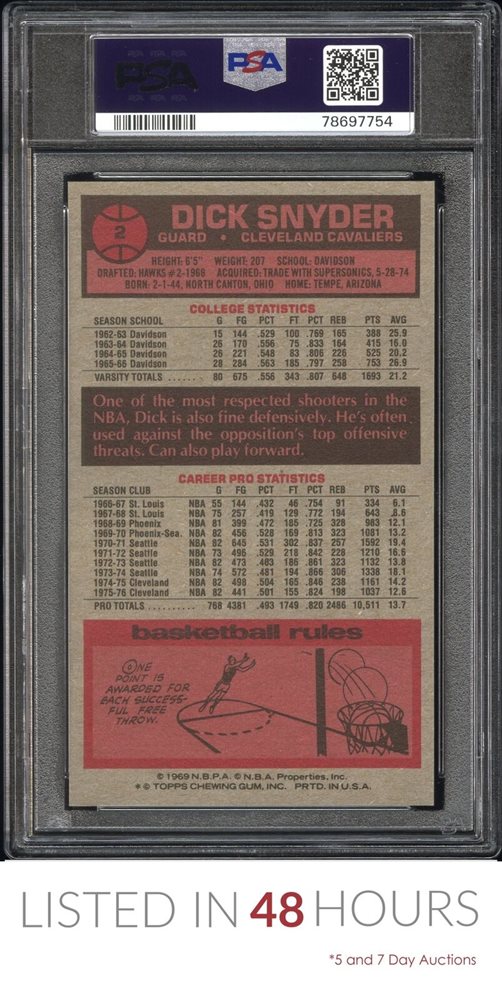 PSA
PSA
78697754
2
DICK SNYDER
GUARD • CLEVELAND CAVALIERS
HEIGHT: 6'5" WEIGHT: 207 SCHOOL: DAVIDSON
DRAFTED: HAWKS #2-1966 ACQUIRED: TRADE WITH SUPERSONICS, 5-28-74
BORN: 2-1-44, NORTH CANTON, OHIO HOME: TEMPE, ARIZONA
COLLEGE STATISTICS
SEASON SCHOOL G FG PCT FT PCT REB PTS AVG
1962-63 Davidson 15 144 .529 100 .769 165 388 25.9
1963-64 Davidson 26 170 .556 75 .833 164 415 16.0
1964-65 Davidson 26 221 .548 83 .806 226 525 20.2
1965-66 Davidson 28 284 .563 185 .797 258 753 26.9
VARSITY TOTALS ....... 80 675 .556 343 .807 648 1693 21.2
One of the most respected shooters in the
NBA, Dick is also fine defensively. He's often
used against the opposition's top offensive
threats. Can also play forward.
CAREER PRO STATISTICS
SEASON CLUB G FG PCT FT PCT REB PTS AVG
1966-67 St. Louis NBA 55 144 .432 46 .754 91 334 6.1
1967-68 St. Louis NBA 75 257 .419 129 .772 194 643 8.6
1968-69 Phoenix NBA 81 399 .472 185 .725 328 983 12.1
1969-70 Phoenix-Sea. NBA 82 456 .528 169 .813 323 1081 13.2
1970-71 Seattle NBA 82 645 .531 302 .837 257 1592 19.4
1971-72 Seattle NBA 73 496 .529 218 .842 228 1210 16.6
1972-73 Seattle NBA 82 473 .463 186 .861 323 1132 13.8
1973-74 Seattle NBA 74 572 .481 194 .866 306 1338 18.1
1974-75 Cleveland NBA 82 498 .504 165 .846 238 1161 14.2
1975-76 Cleveland NBA 82 441 .501 155 .824 198 1037 12.6
PRO TOTALS .......... 768 4381 .493 1749 .820 2486 10,511 13.7
basketball rules
ONE
POINT IS
AWARDED FOR
EACH SUCCESS-
FUL FREE
THROW.
© 1969 N.B.P.A. © N.B.A. Properties, Inc.
* © TOPPS CHEWING GUM, INC. PRTD. IN U.S.A.
LISTED IN 48 HOURS
*5 and 7 Day Auctions